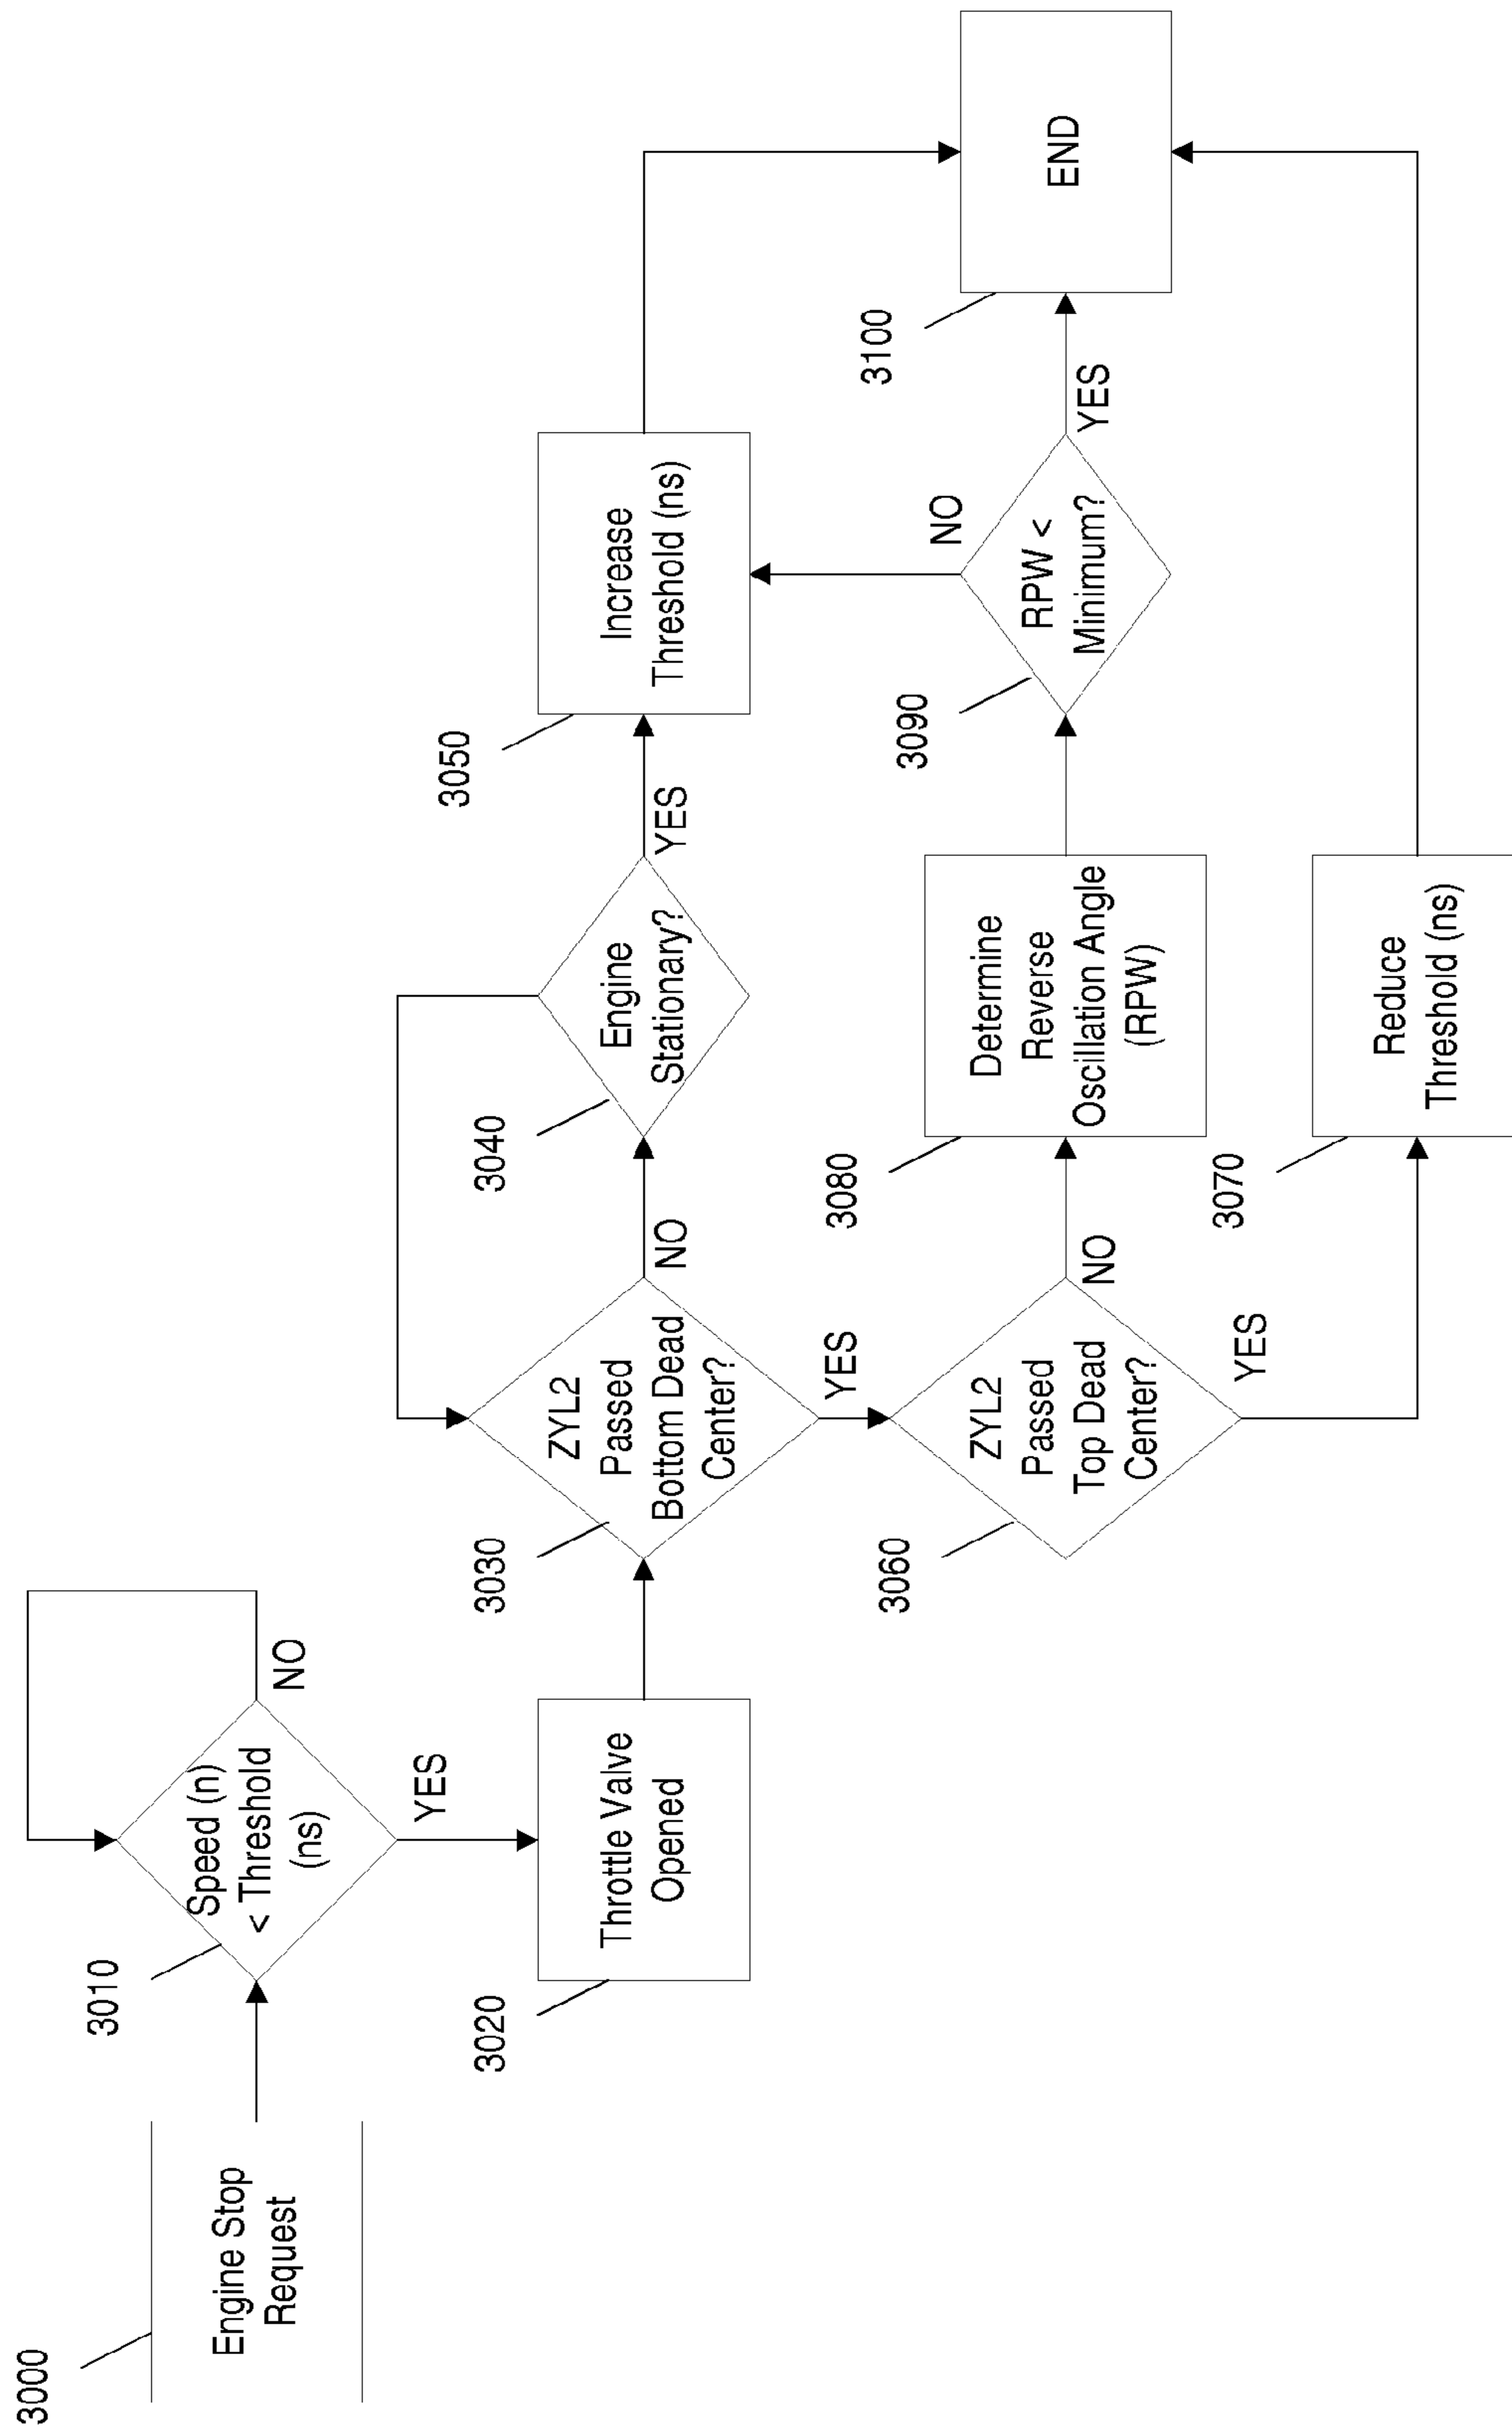 3000
Engine Stop
Request
3010
Speed (n)
< Threshold
(ns)
NO
YES
3020
Throttle Valve
Opened
3030
ZYL2
Passed
Bottom Dead
Center?
NO
YES
3040
Engine
Stationary?
YES
3050
Increase
Threshold (ns)
3060
ZYL2
Passed
Top Dead
Center?
NO
YES
3080
Determine
Reverse
Oscillation Angle
(RPW)
3090
RPW <
Minimum?
NO
YES
3070
Reduce
Threshold (ns)
3100
END